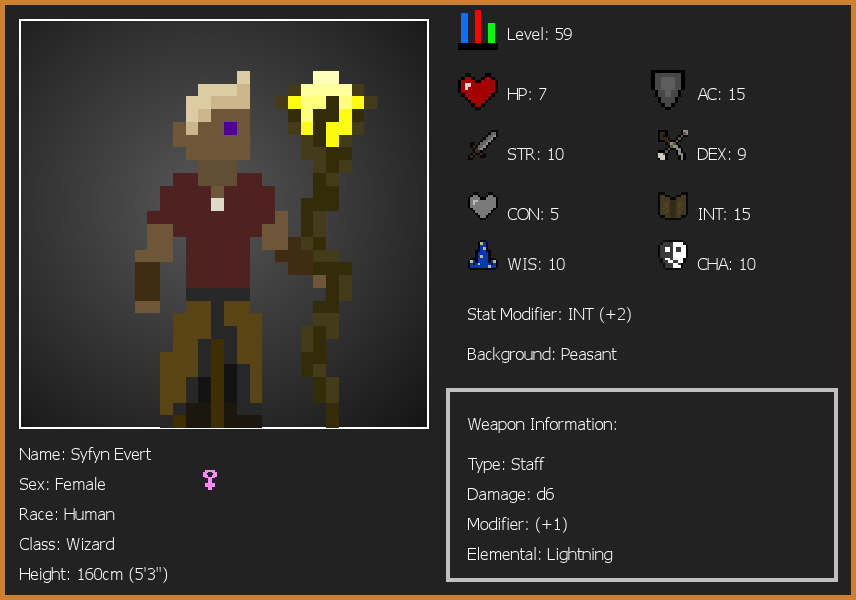 Level: 59
HP: 7
AC: 15
STR: 10
DEX: 9
CON: 5
INT: 15
WIS: 10
CHA: 10
Stat Modifier: INT (+2)
Background: Peasant
Weapon Information:
Type: Staff
Damage: d6
Modifier: (+1)
Elemental: Lightning
Name: Syfyn Evert
Sex: Female
Race: Human
Class: Wizard
Height: 160cm (5'3")